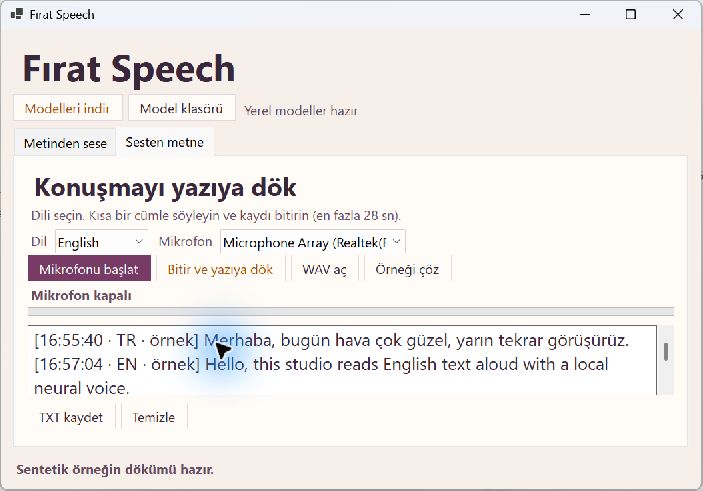 Fırat Speech
Fırat Speech
Modelleri indir Model klasörü Yerel modeller hazır
Metinden sese Sesten metne
Konuşmayı yazıya dök
Dili seçin. Kısa bir cümle söyleyin ve kaydı bitirin (en fazla 28 sn).
Dil English Mikrofon Microphone Array (Realtek(
Mikrofonu başlat Bitir ve yazıya dök WAV aç Örneği çöz
Mikrofon kapalı
[16:55:40 · TR · örnek] Merhaba, bugün hava çok güzel, yarın tekrar görüşürüz.
[16:57:04 · EN · örnek] Hello, this studio reads English text aloud with a local
neural voice.
TXT kaydet Temizle
Sentetik örneğin dökümü hazır.